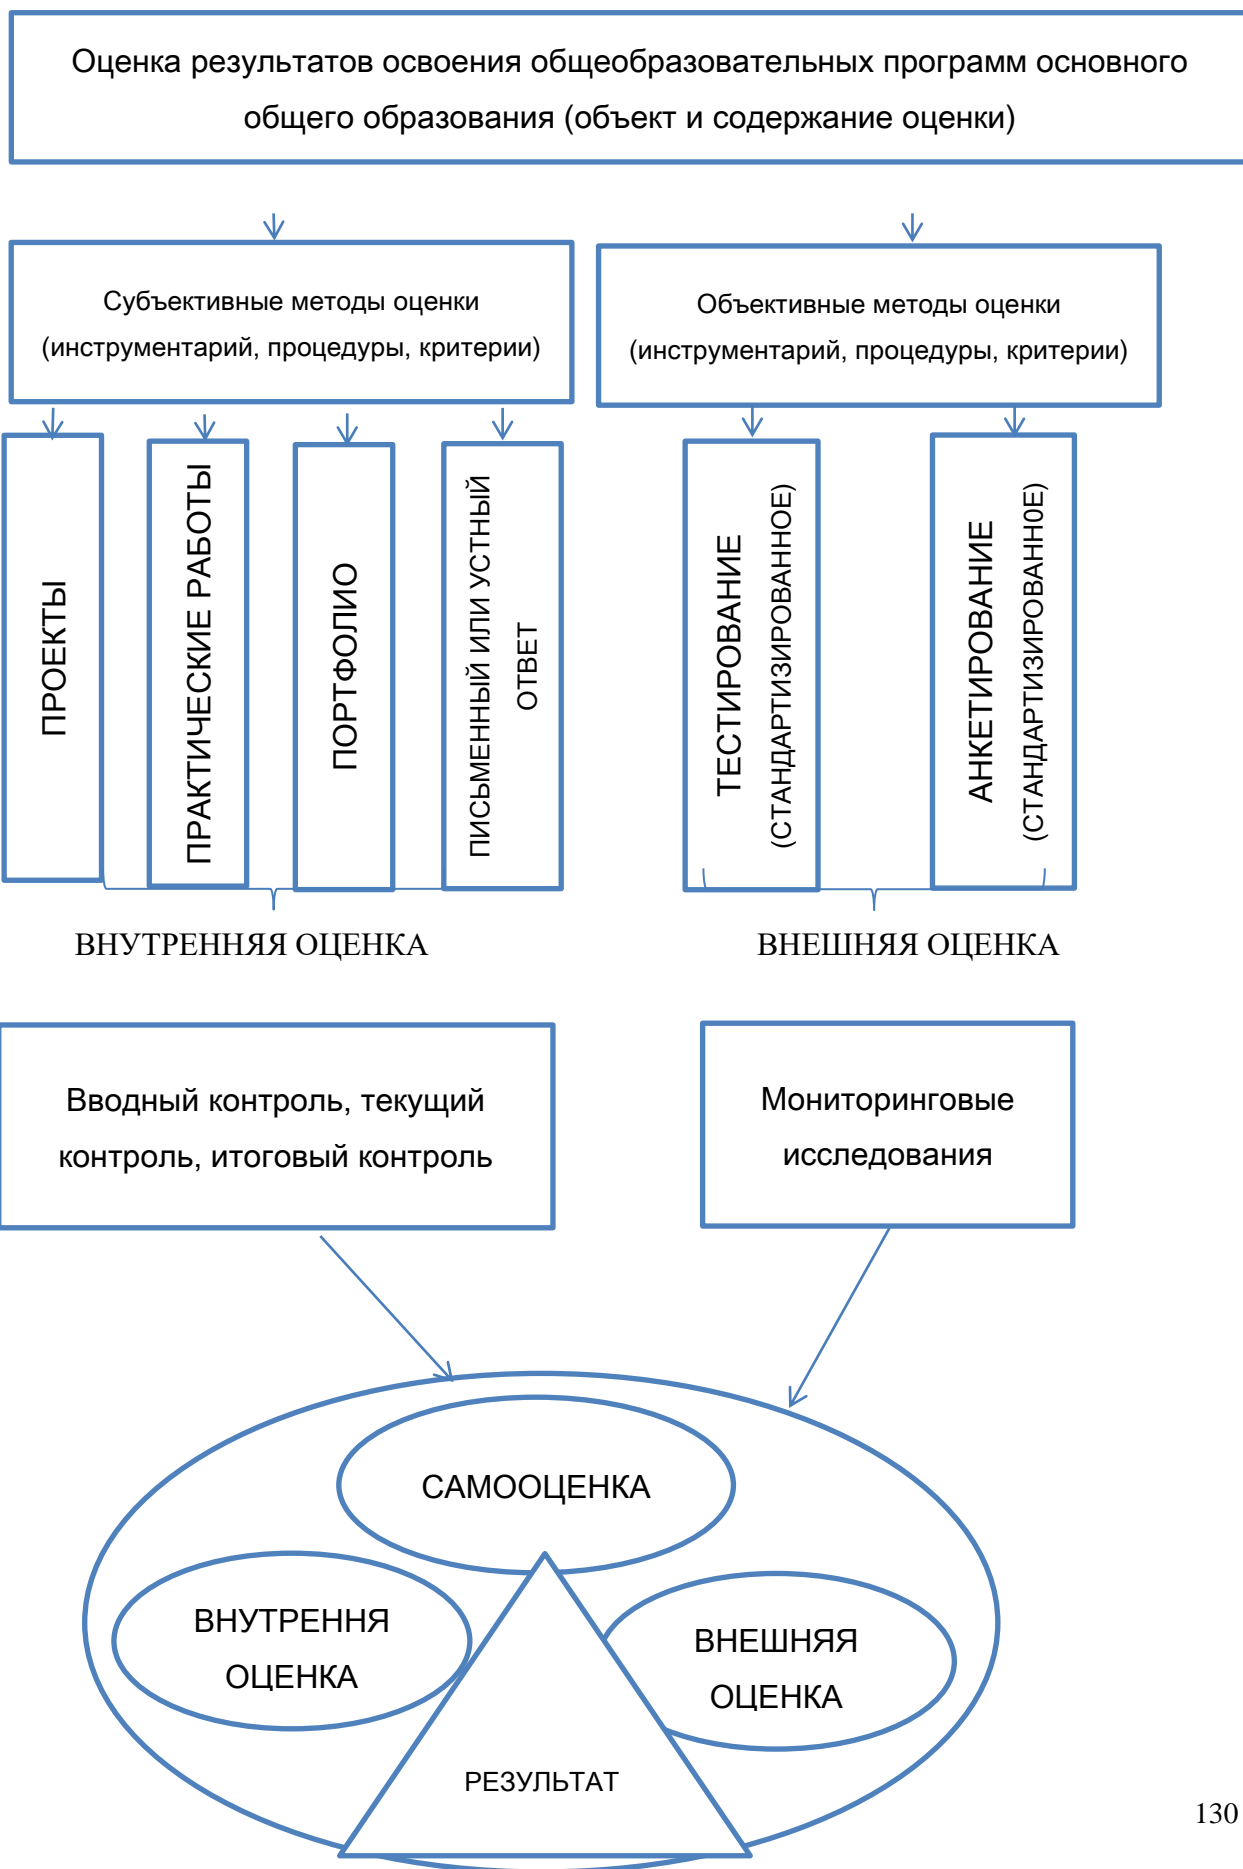 Оценка результатов освоения общеобразовательных программ основного
общего образования (объект и содержание оценки)
Субъективные методы оценки
(инструментарий, процедуры, критерии)
Объективные методы оценки
(инструментарий, процедуры, критерии)
ПРОЕКТЫ
ПРАКТИЧЕСКИЕ РАБОТЫ
ПОРТФОЛИО
ПИСЬМЕННЫЙ ИЛИ УСТНЫЙ
ОТВЕТ
ТЕСТИРОВАНИЕ
(СТАНДАРТИЗИРОВАННОЕ)
АНКЕТИРОВАНИЕ
(СТАНДАРТИЗИРОВАНН0Е)
ВНУТРЕННЯЯ ОЦЕНКА
ВНЕШНЯЯ ОЦЕНКА
Вводный контроль, текущий
контроль, итоговый контроль
Мониторинговые
исследования
САМООЦЕНКА
ВНУТРЕННЯ
ОЦЕНКА
ВНЕШНЯЯ
ОЦЕНКА
РЕЗУЛЬТАТ
130